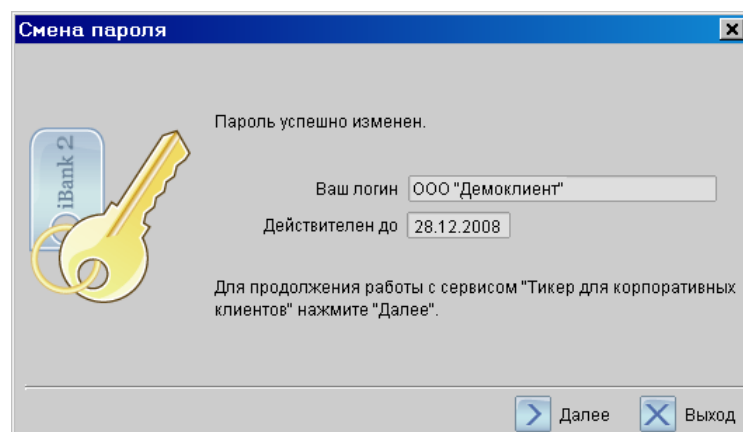 Смена пароля
Пароль успешно изменен.
iBank 2
Ваш логин ООО "Демоклиент"
Действителен до 28.12.2008
Для продолжения работы с сервисом "Тикер для корпоративных
клиентов" нажмите "Далее".
Далее Выход